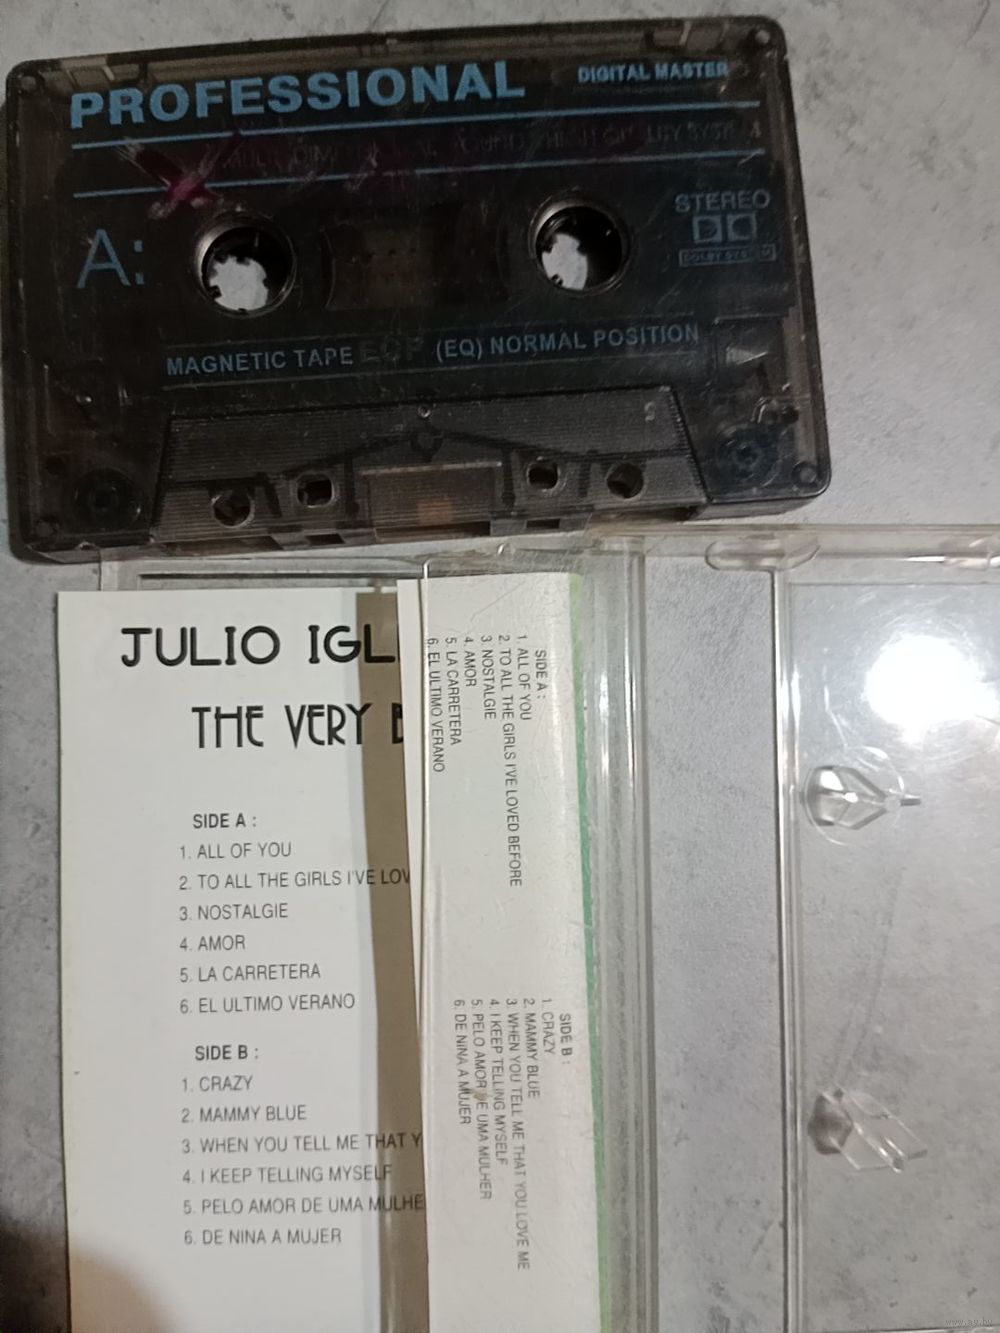 PROFESSIONAL
DIGITAL MASTER
A:
STEREO
DOLBY SYSTEM
MAGNETIC TAPE ECP (EQ) NORMAL POSITION
JULIO IGL
THE VERY B
SIDE A :
1. ALL OF YOU
2. TO ALL THE GIRLS I'VE LOV
3. NOSTALGIE
4. AMOR
5. LA CARRETERA
6. EL ULTIMO VERANO
SIDE B :
1. CRAZY
2. MAMMY BLUE
3. WHEN YOU TELL ME THAT Y
4. I KEEP TELLING MYSELF
5. PELO AMOR DE UMA MULHE
6. DE NINA A MUJER
SIDE A :
1. ALL OF YOU
2. TO ALL THE GIRLS I'VE LOVED BEFORE
3. NOSTALGIE
4. AMOR
5. LA CARRETERA
6. EL ULTIMO VERANO
SIDE B :
1. CRAZY
2. MAMMY BLUE
3. WHEN YOU TELL ME THAT YOU LOVE ME
4. I KEEP TELLING MYSELF
5. PELO AMOR DE UMA MULHER
6. DE NINA A MUJER